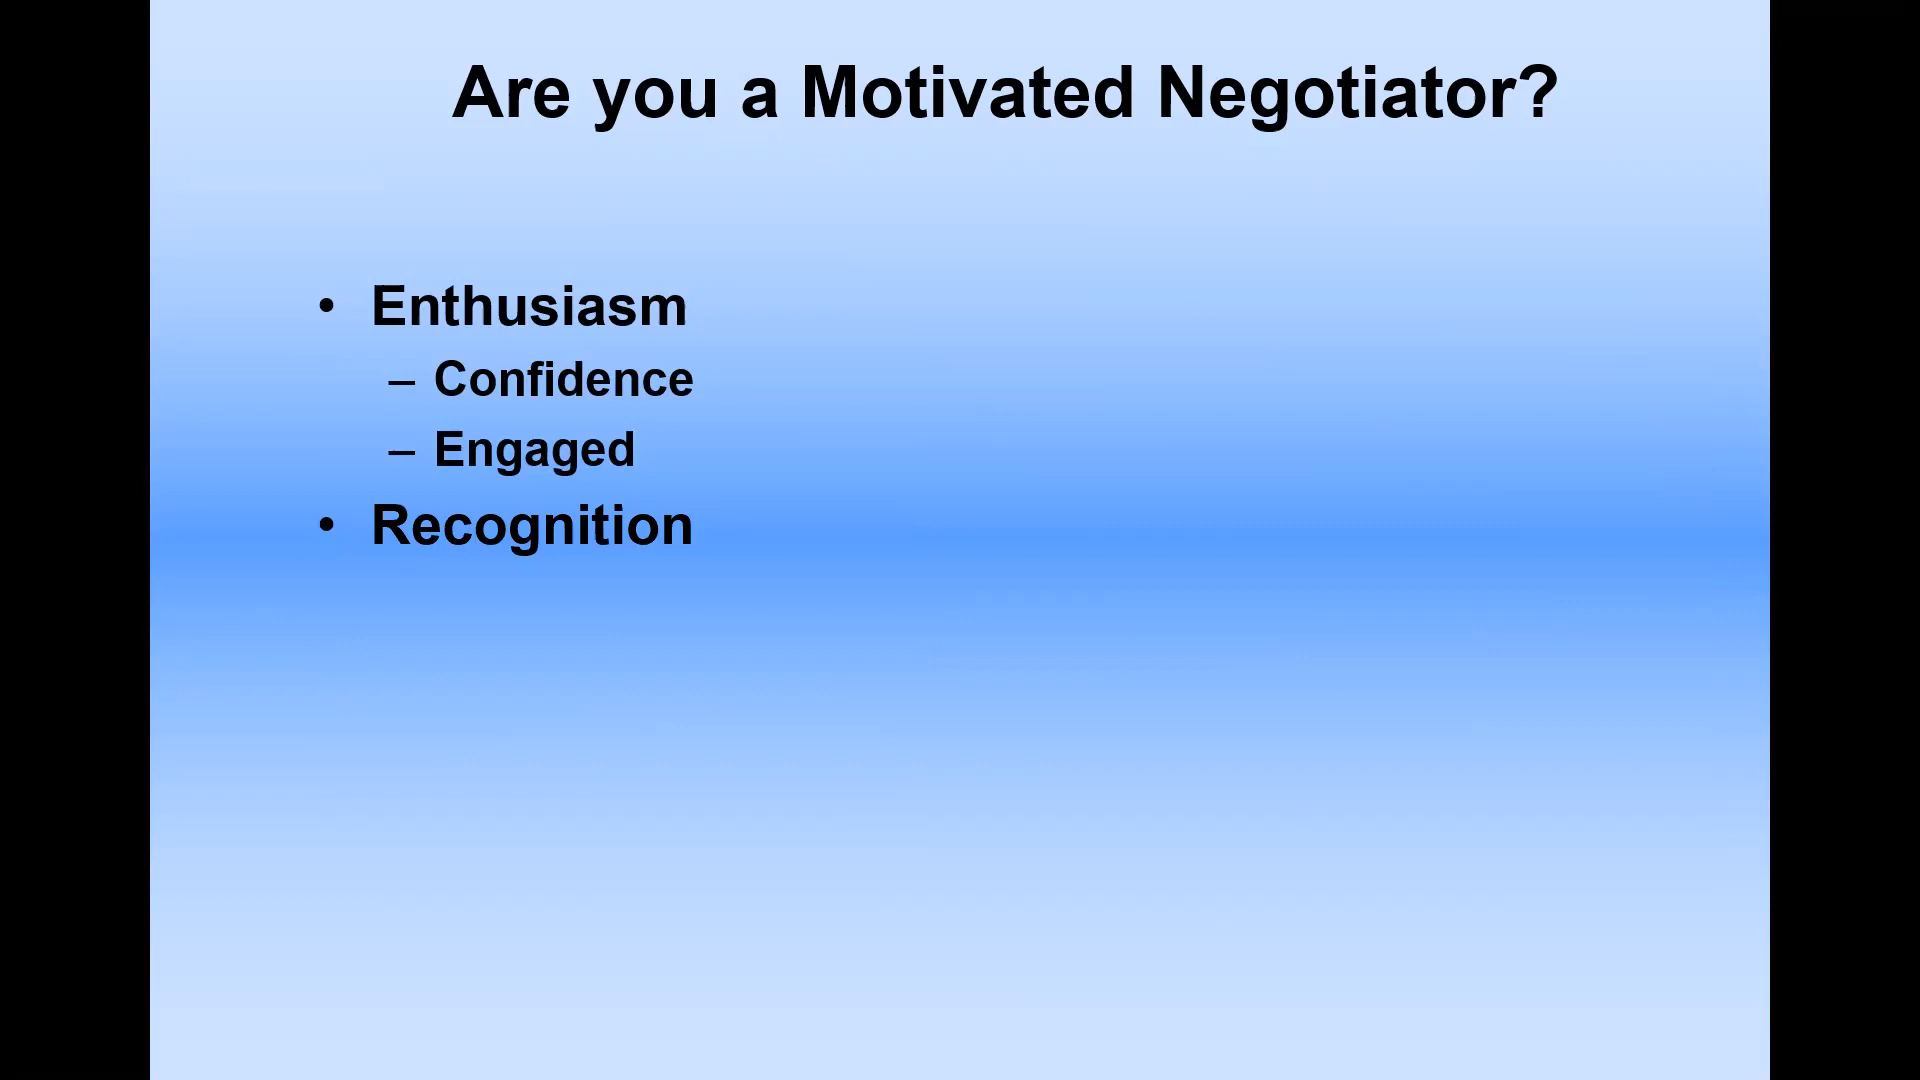 Are you a Motivated Negotiator?
• Enthusiasm
– Confidence
– Engaged
• Recognition